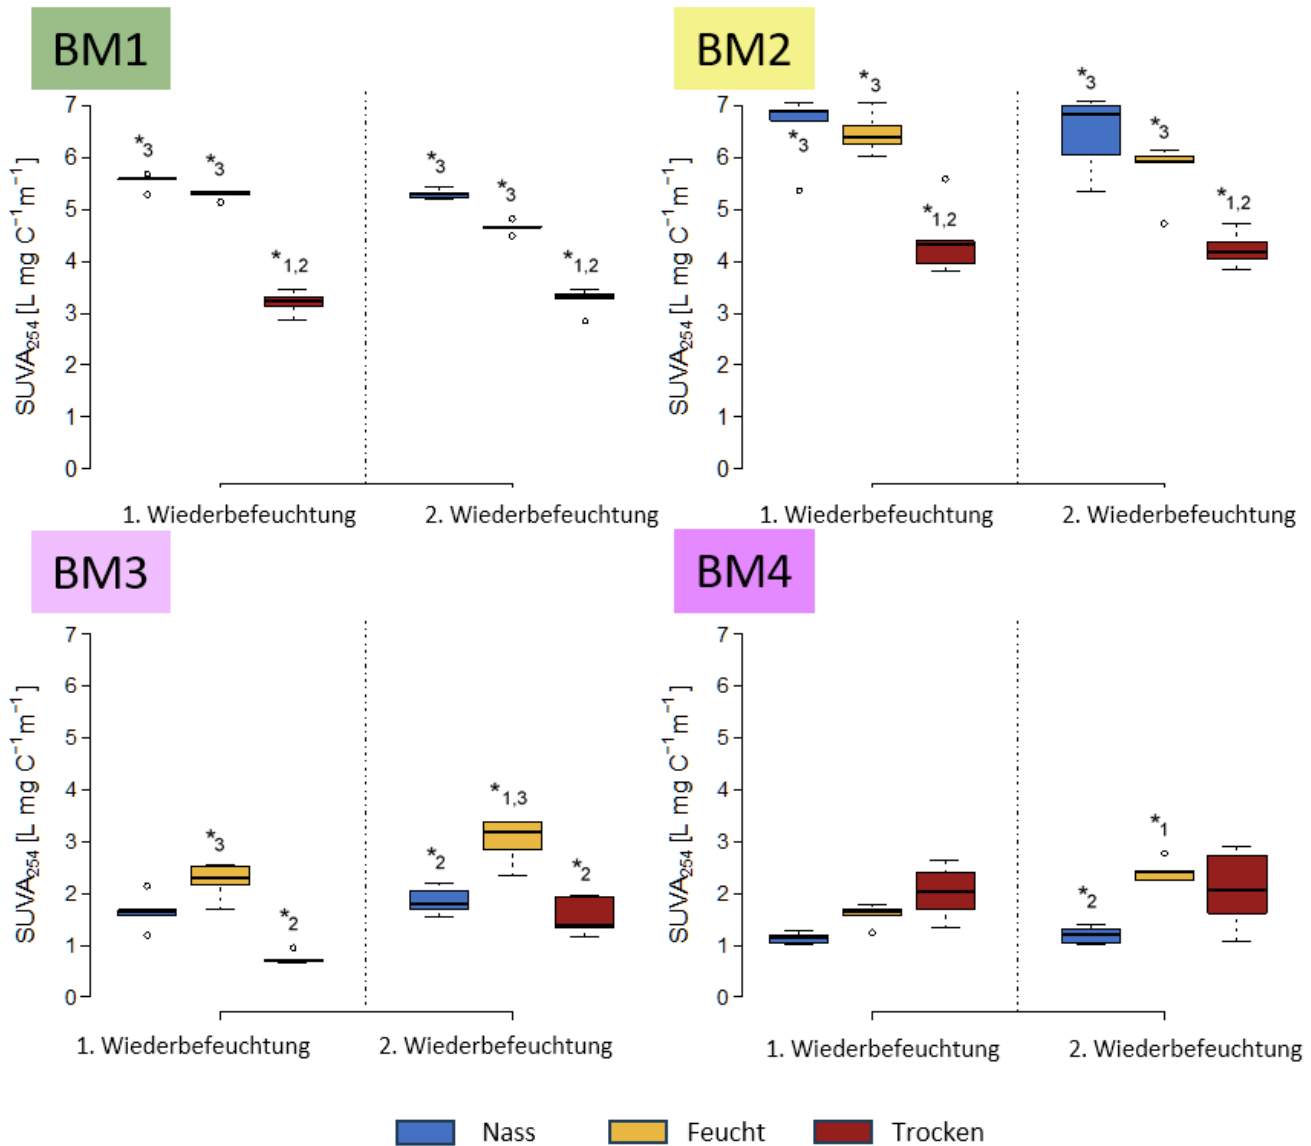 BM1
7
6
5
4
3
2
1
0
SUVA254 [L mg C−1m−1]
*3
*3
*1,2
*3
*3
*1,2
1. Wiederbefeuchtung
2. Wiederbefeuchtung
BM2
7
6
5
4
3
2
1
0
SUVA254 [L mg C−1m−1]
*3
*3
*1,2
*3
*3
*1,2
1. Wiederbefeuchtung
2. Wiederbefeuchtung
BM3
7
6
5
4
3
2
1
0
SUVA254 [L mg C−1m−1]
*3
*2
*2
*1,3
*2
1. Wiederbefeuchtung
2. Wiederbefeuchtung
BM4
7
6
5
4
3
2
1
0
SUVA254 [L mg C−1m−1]
*2
*1
1. Wiederbefeuchtung
2. Wiederbefeuchtung
Nass
Feucht
Trocken